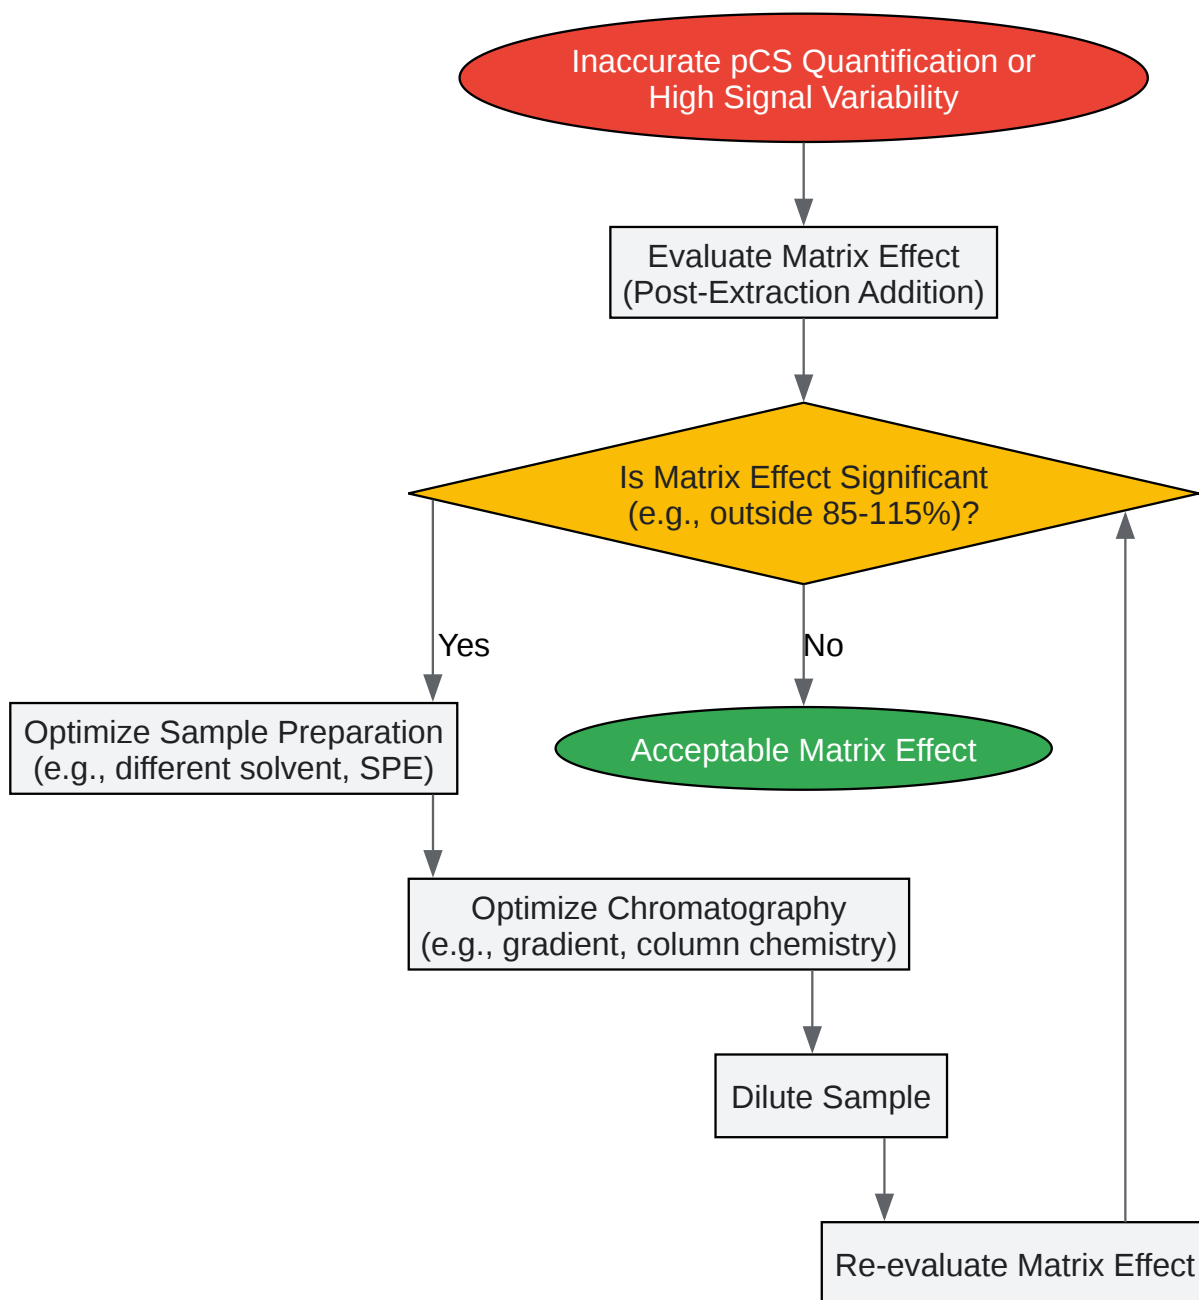 Inaccurate pCS Quantification or
High Signal Variability
Evaluate Matrix Effect
(Post-Extraction Addition)
Is Matrix Effect Significant
(e.g., outside 85-115%)?
Yes
No
Optimize Sample Preparation
(e.g., different solvent, SPE)
Acceptable Matrix Effect
Optimize Chromatography
(e.g., gradient, column chemistry)
Dilute Sample
Re-evaluate Matrix Effect